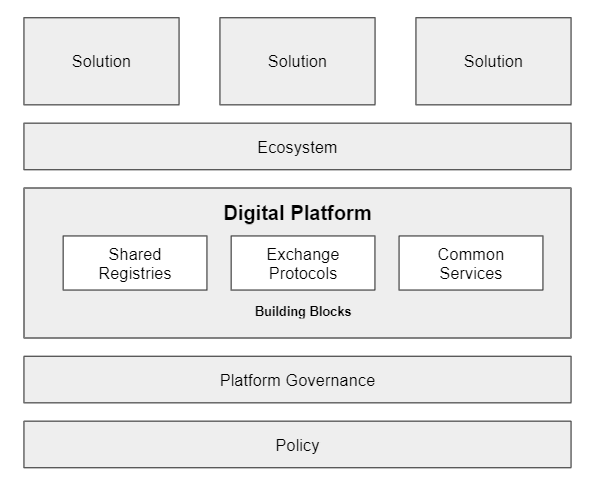 Solution
Solution
Solution
Ecosystem
Digital Platform
Shared
Registries
Exchange
Protocols
Common
Services
Building Blocks
Platform Governance
Policy